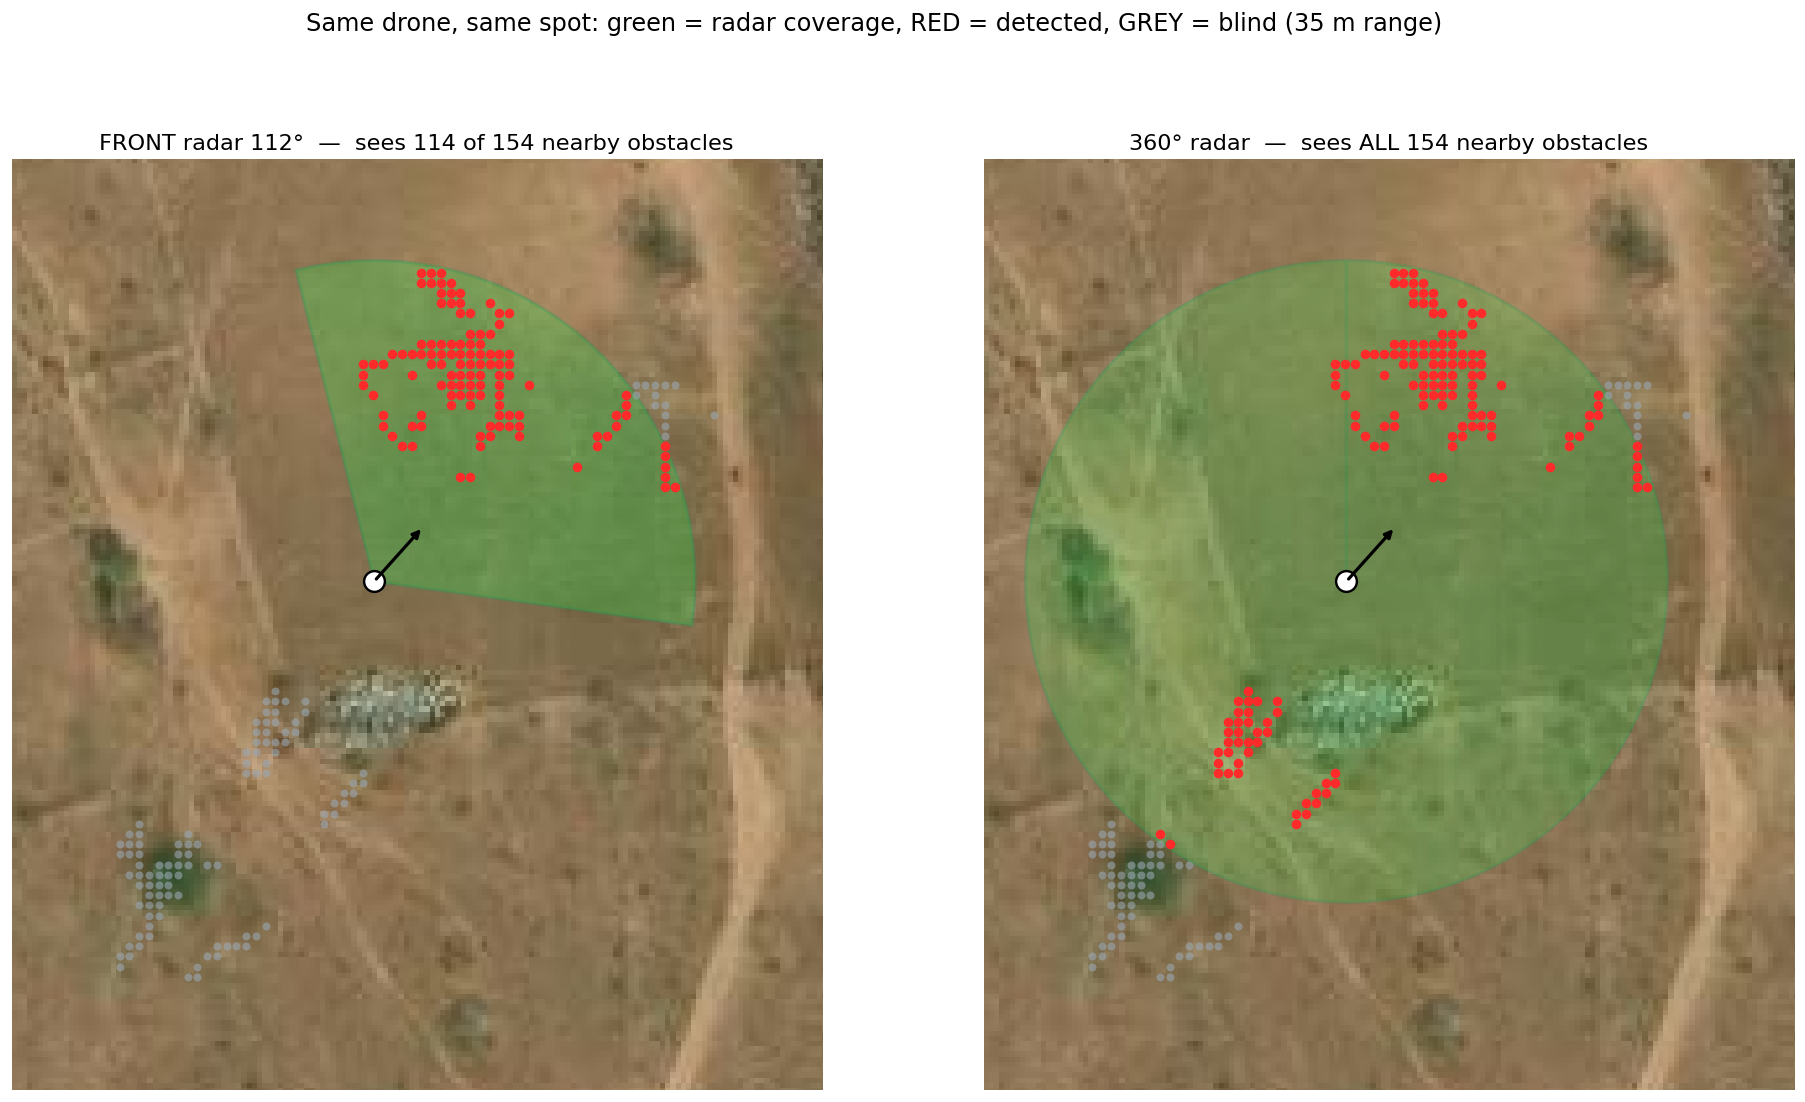 Same drone, same spot: green = radar coverage, RED = detected, GREY = blind (35 m range)
FRONT radar 112° — sees 114 of 154 nearby obstacles
360° radar — sees ALL 154 nearby obstacles